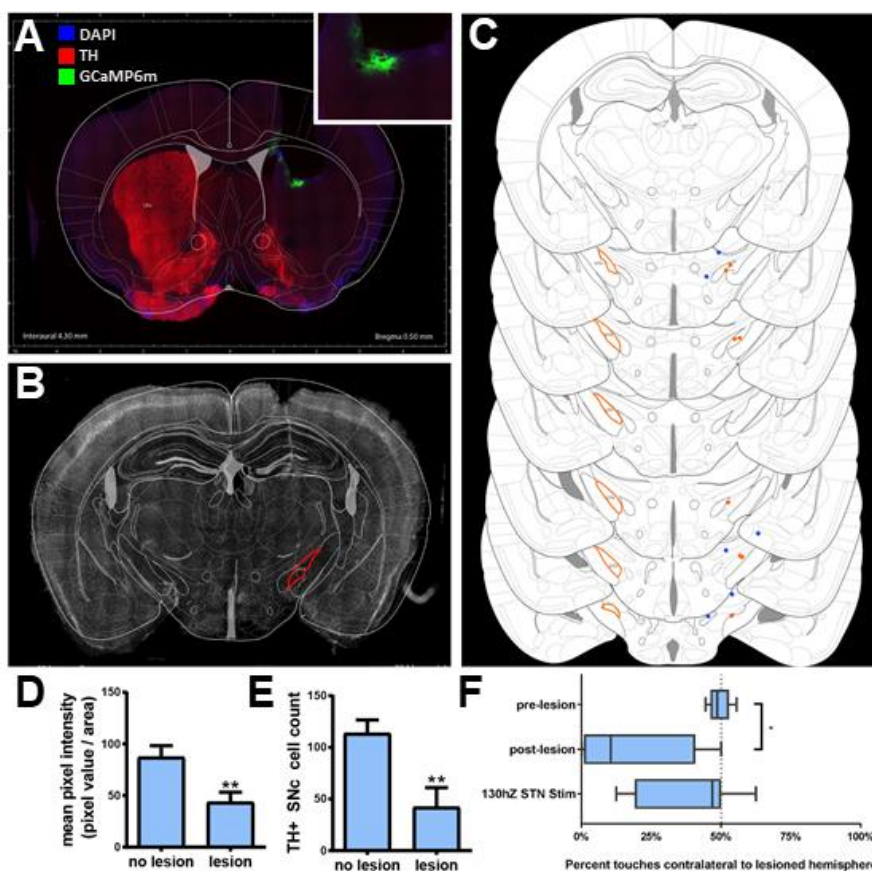 A
DAPI
TH
GCaMP6m
Interaural 4.30 mm
Bregma 0.50 mm
B
C
D
mean pixel intensity
(pixel value / area)
150
100
50
0
**
no lesion
lesion
E
TH+ SNc cell count
150
100
50
0
**
no lesion
lesion
F
pre-lesion
post-lesion
130hZ STN Stim
*
0%
25%
50%
75%
100%
Percent touches contralateral to lesioned hemisphere